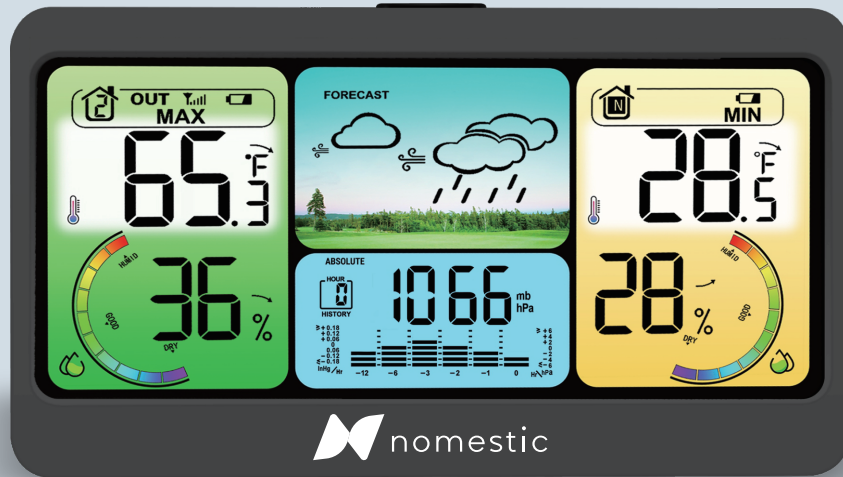 2 OUT
MAX
65.3 °F
HUMID
GOOD
DRY
36 %
FORECAST
ABSOLUTE
HOUR
0
HISTORY
1066 mb
hPa
≥+0.18
+0.12
+0.06
0
-0.06
-0.12
≤-0.18
inHg/Hr
-12 -6 -3 -2 -1 0
≥+6
+4
+2
0
-2
-4
≤-6
Hr/hPa
N
MIN
28.5 °F
HUMID
GOOD
DRY
28 %
nomestic